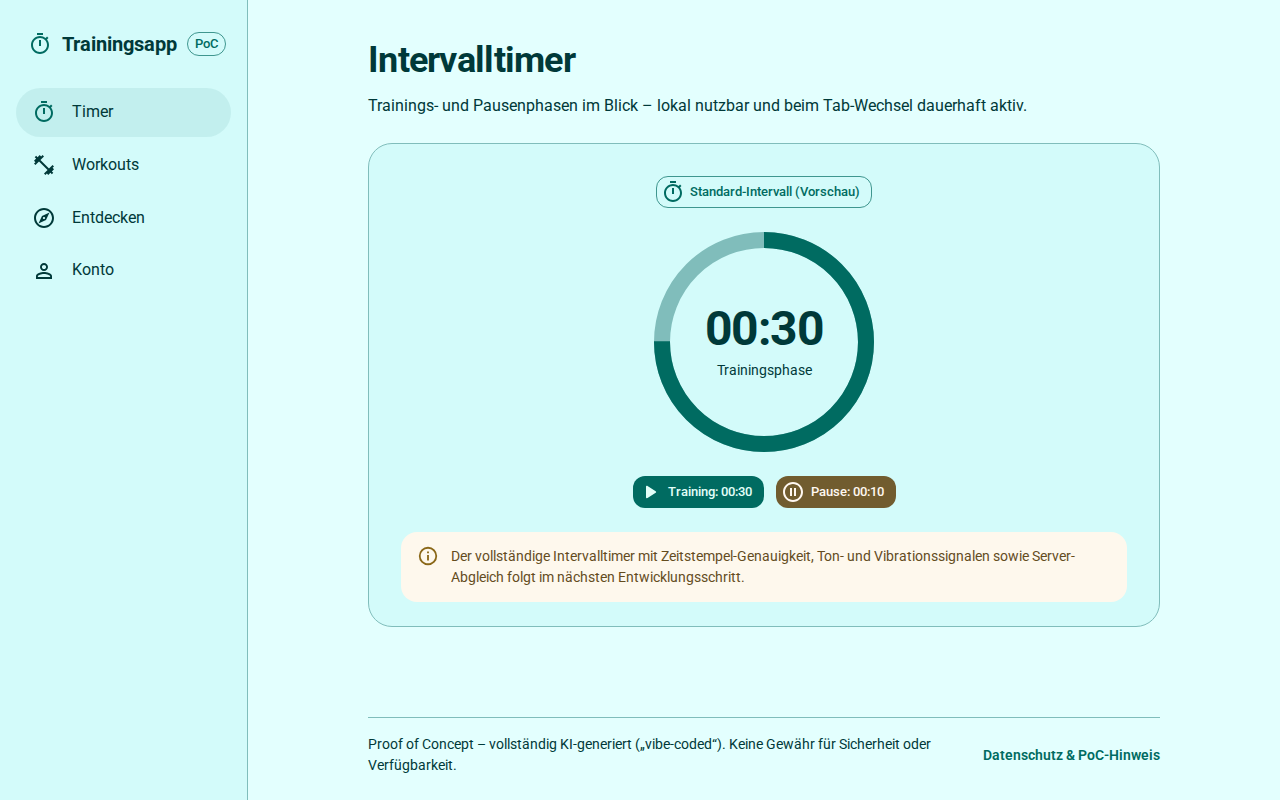 Trainingsapp PoC
Timer
Workouts
Entdecken
Konto
Intervalltimer
Trainings- und Pausenphasen im Blick – lokal nutzbar und beim Tab-Wechsel dauerhaft aktiv.
Standard-Intervall (Vorschau)
00:30
Trainingsphase
Training: 00:30
Pause: 00:10
Der vollständige Intervalltimer mit Zeitstempel-Genauigkeit, Ton- und Vibrationssignalen sowie Server-
Abgleich folgt im nächsten Entwicklungsschritt.
Proof of Concept – vollständig KI-generiert („vibe-coded“). Keine Gewähr für Sicherheit oder
Verfügbarkeit.
Datenschutz & PoC-Hinweis